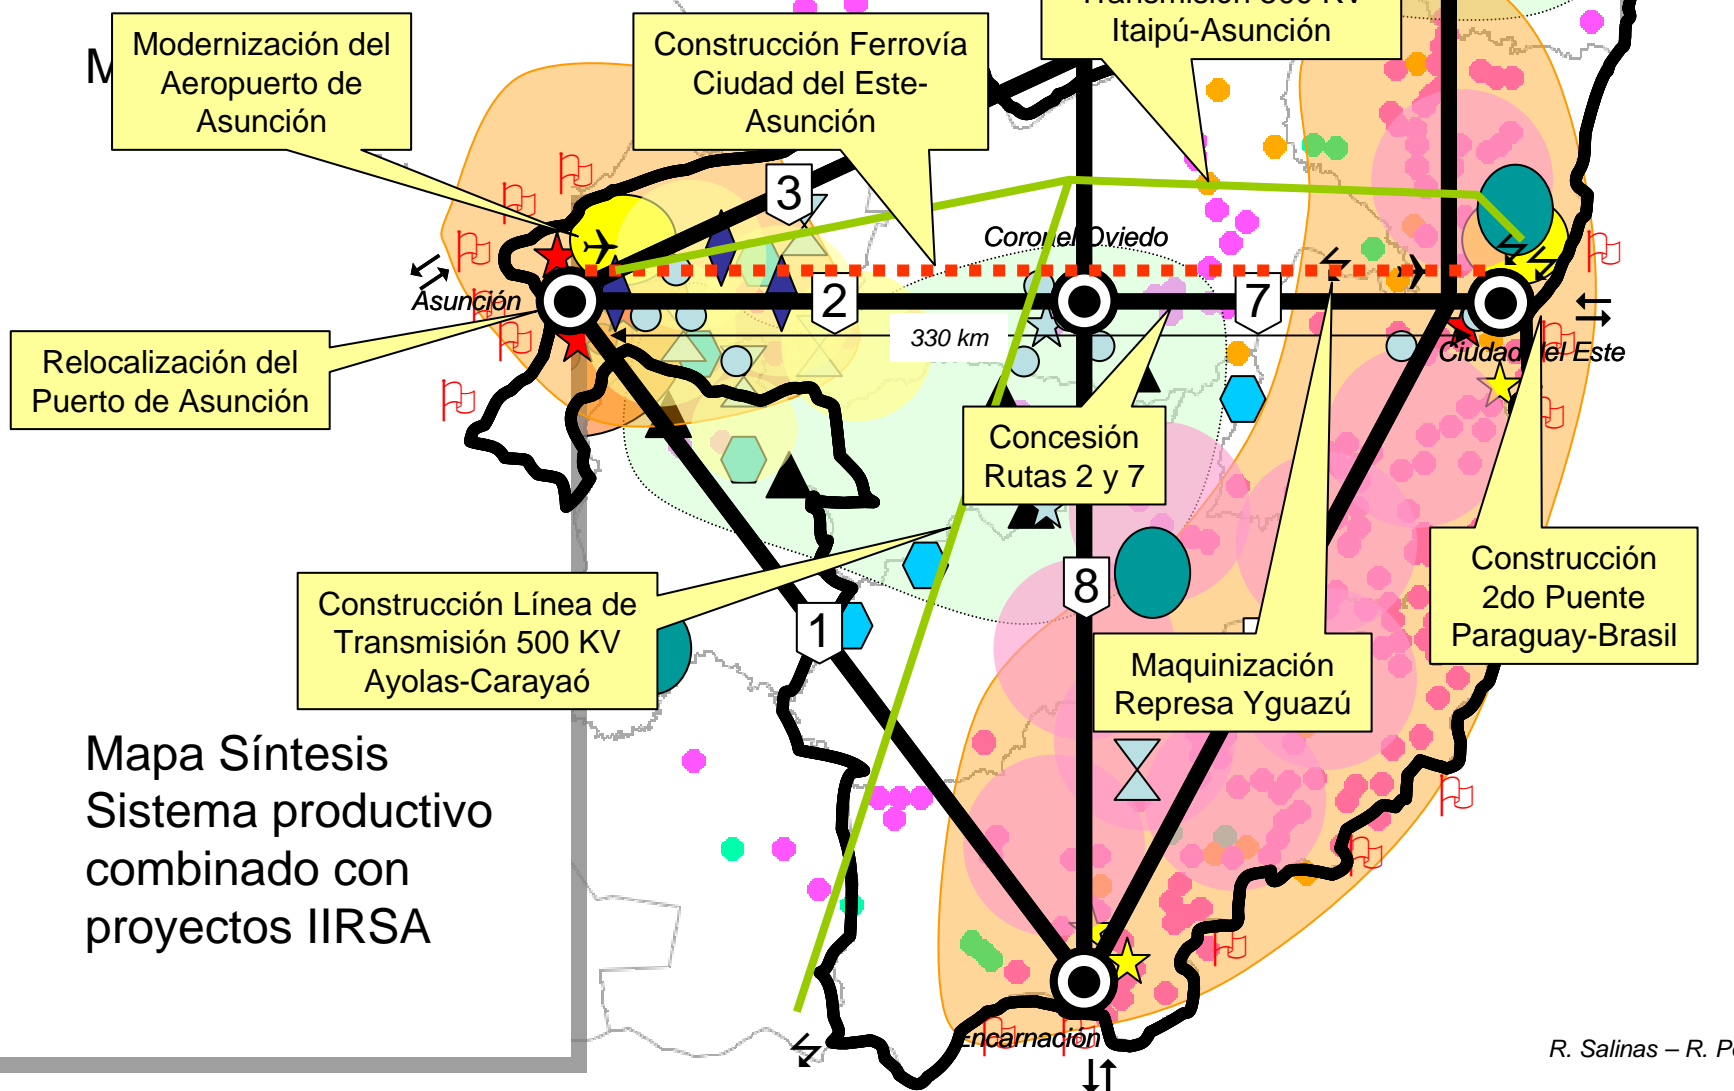 Transmisión 500 KV
Itaipú-Asunción
Modernización del
Aeropuerto de
Asunción
Construcción Ferrovía
Ciudad del Este-
Asunción
3
Coronel Oviedo
Asunción
2
7
330 km
Ciudad del Este
Relocalización del
Puerto de Asunción
Concesión
Rutas 2 y 7
Construcción
2do Puente
Paraguay-Brasil
8
Construcción Línea de
Transmisión 500 KV
Ayolas-Carayaó
1
Maquinización
Represa Yguazú
Mapa Síntesis
Sistema productivo
combinado con
proyectos IIRSA
Encarnación
R. Salinas – R.